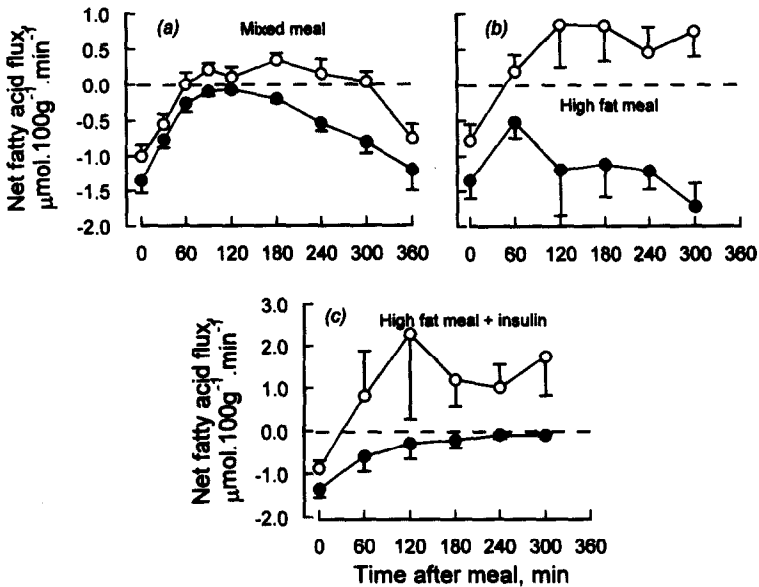 (a) Mixed meal
Net fatty acid flux,
μmol.100g⁻¹.min⁻¹
1.0
0.5
0.0
-0.5
-1.0
-1.5
-2.0
0 60 120 180 240 300 360
(b)
High fat meal
0 60 120 180 240 300 360
(c) High fat meal + insulin
Net fatty acid flux,
μmol.100g⁻¹.min⁻¹
3.0
2.0
1.0
0.0
-1.0
-2.0
0 60 120 180 240 300 360
Time after meal, min